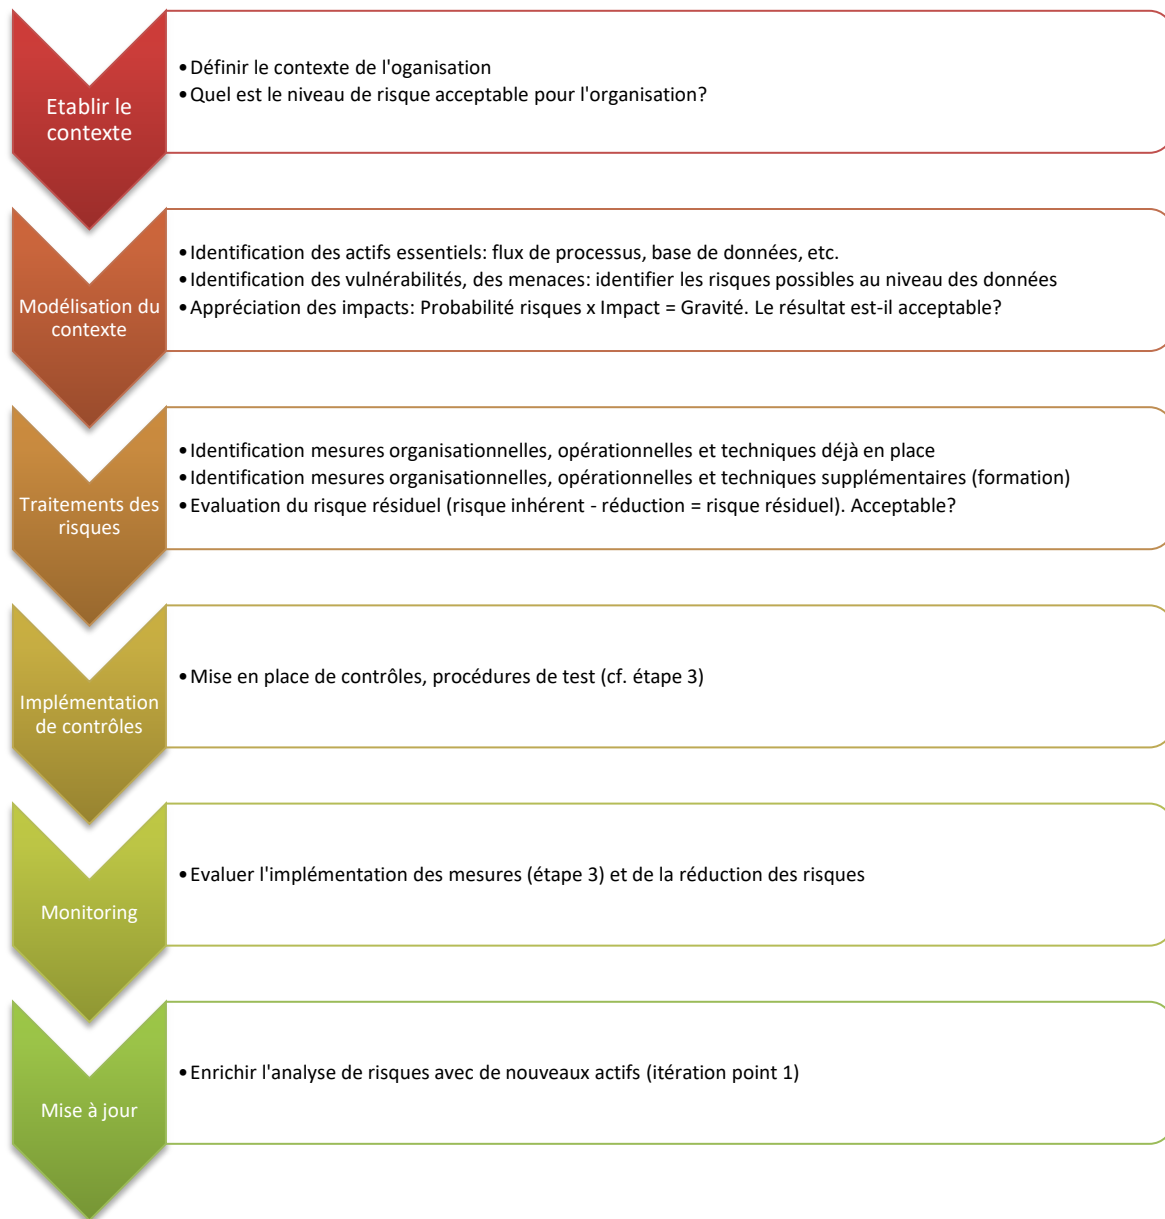 Etablir le
contexte
•Définir le contexte de l'oganisation
•Quel est le niveau de risque acceptable pour l'organisation?
Modélisation du
contexte
•Identification des actifs essentiels: flux de processus, base de données, etc.
•Identification des vulnérabilités, des menaces: identifier les risques possibles au niveau des données
•Appréciation des impacts: Probabilité risques x Impact = Gravité. Le résultat est-il acceptable?
Traitements des
risques
•Identification mesures organisationnelles, opérationnelles et techniques déjà en place
•Identification mesures organisationnelles, opérationnelles et techniques supplémentaires (formation)
•Evaluation du risque résiduel (risque inhérent - réduction = risque résiduel). Acceptable?
Implémentation
de contrôles
•Mise en place de contrôles, procédures de test (cf. étape 3)
Monitoring
•Evaluer l'implémentation des mesures (étape 3) et de la réduction des risques
Mise à jour
•Enrichir l'analyse de risques avec de nouveaux actifs (itération point 1)